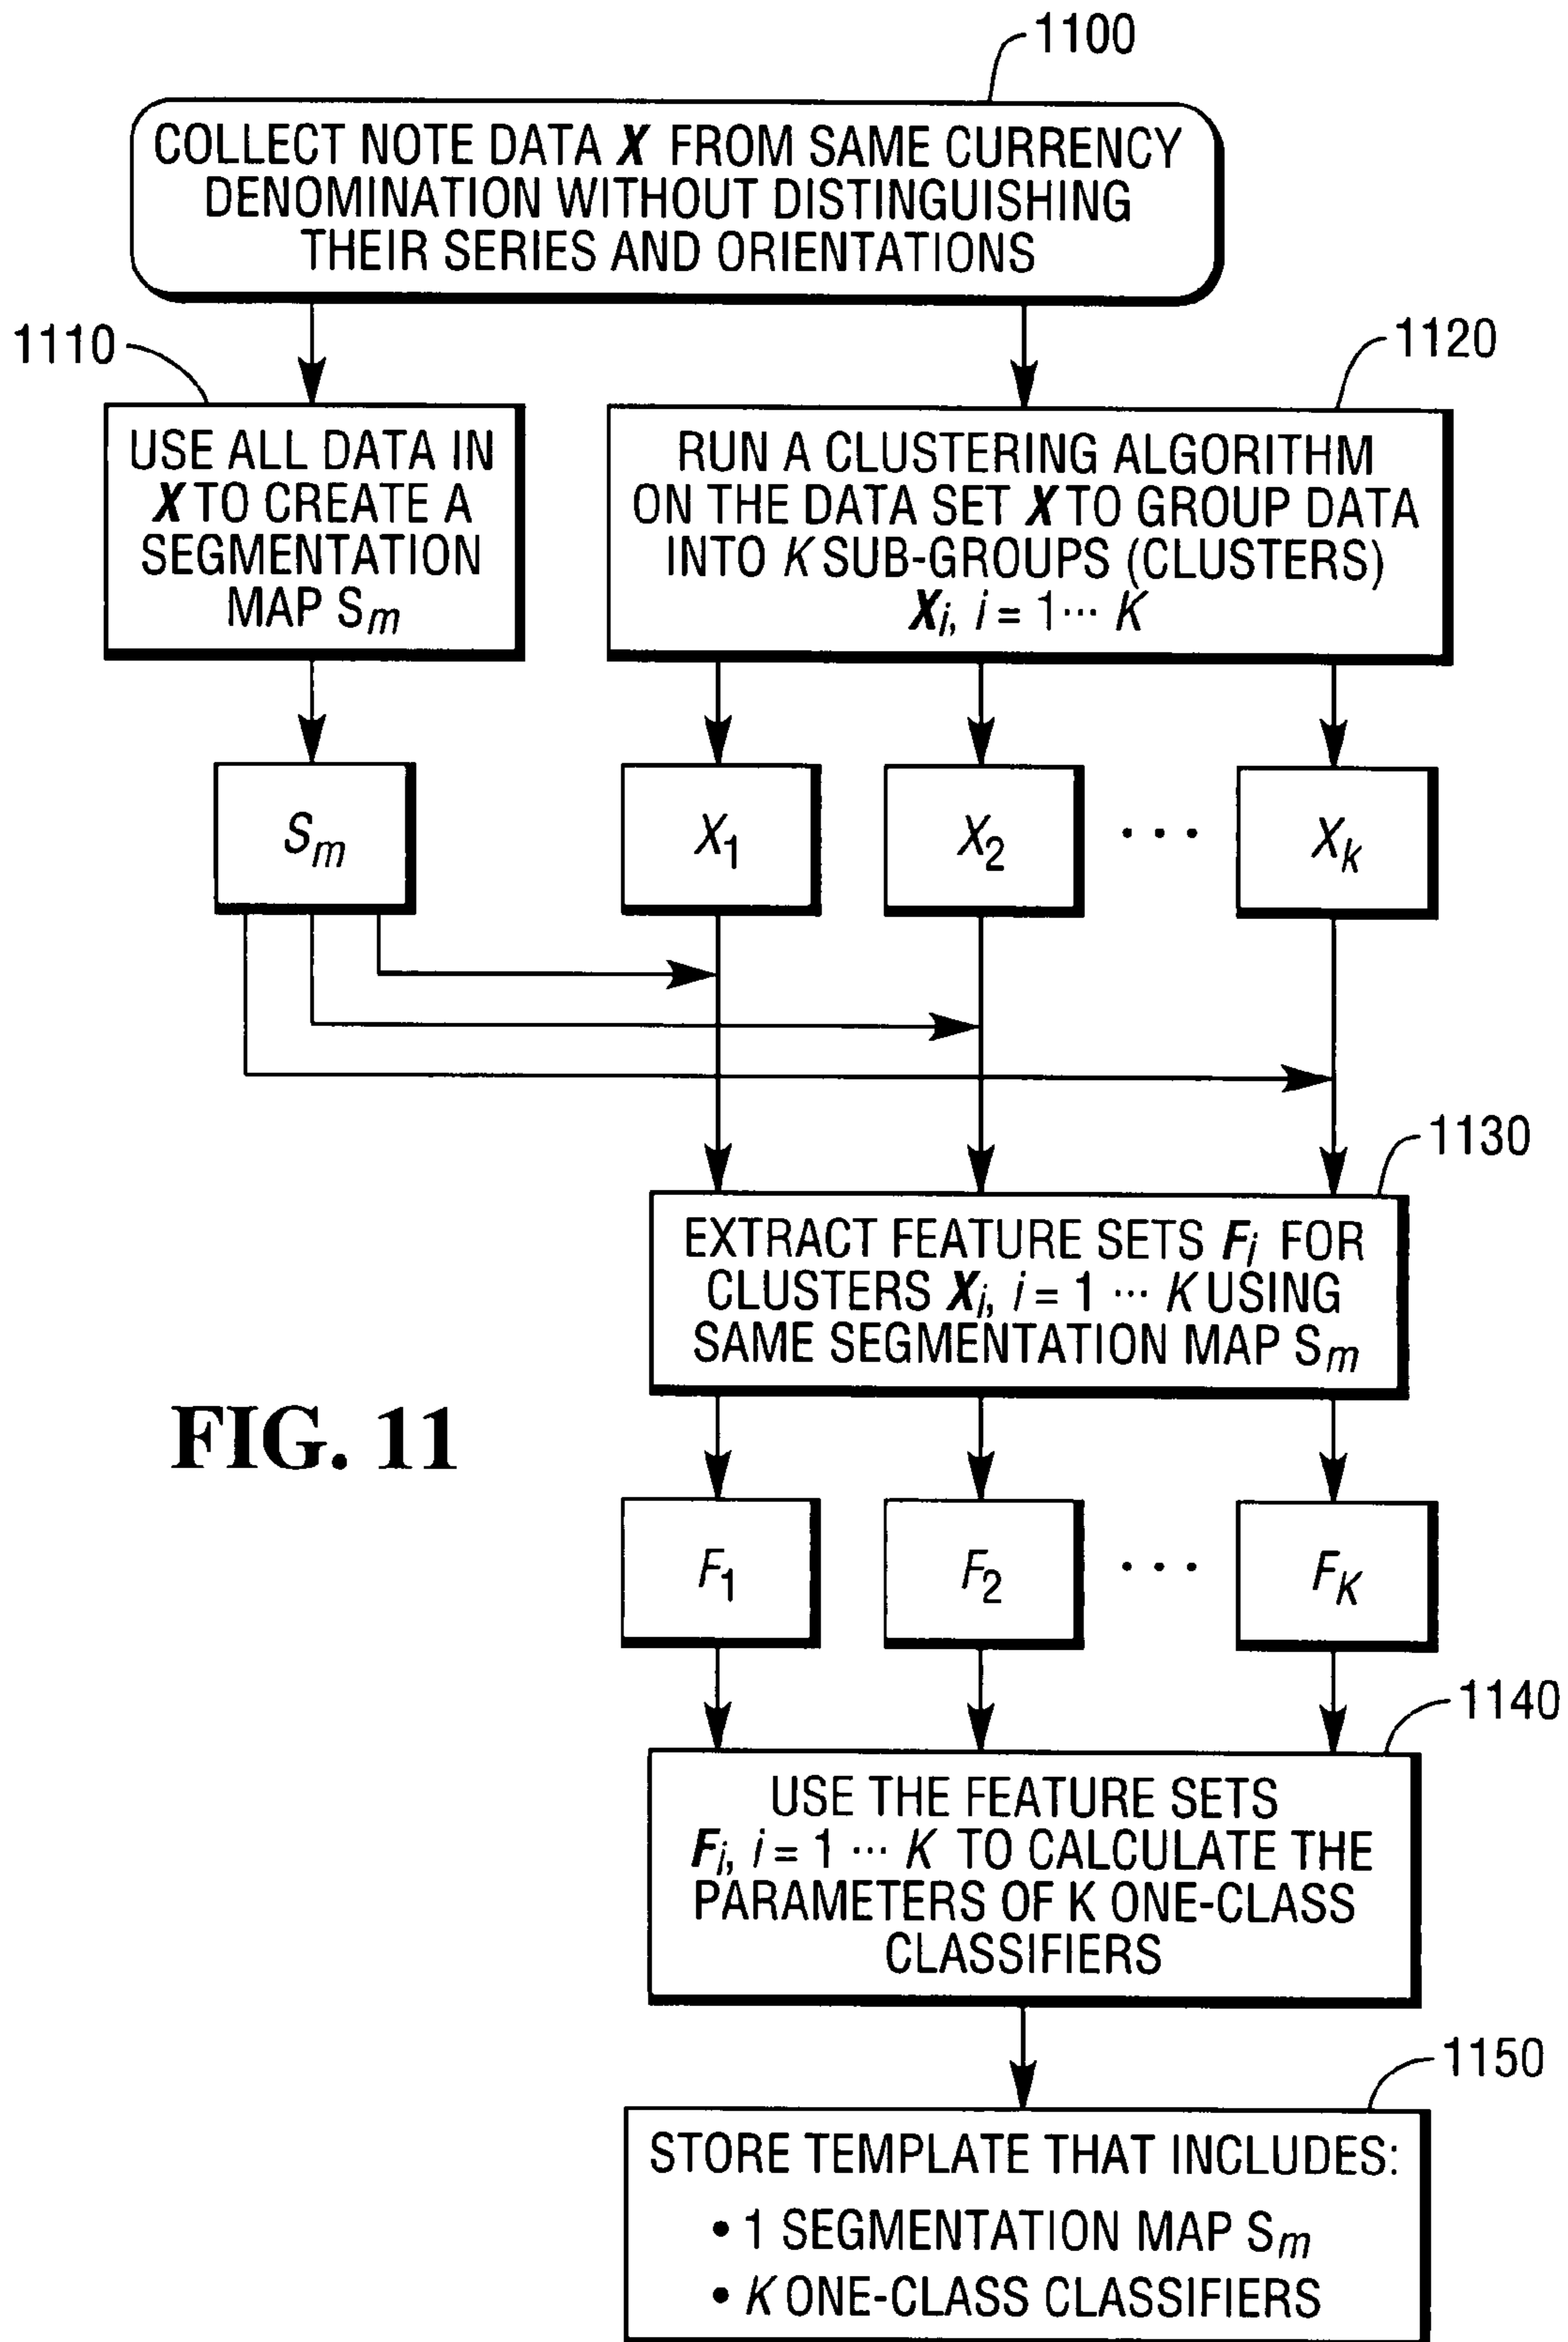 1100
COLLECT NOTE DATA X FROM SAME CURRENCY
DENOMINATION WITHOUT DISTINGUISHING
THEIR SERIES AND ORIENTATIONS
1110
USE ALL DATA IN
X TO CREATE A
SEGMENTATION
MAP Sm
1120
RUN A CLUSTERING ALGORITHM
ON THE DATA SET X TO GROUP DATA
INTO K SUB-GROUPS (CLUSTERS)
Xi, i = 1 ··· K
Sm
X1
X2
· · ·
Xk
1130
EXTRACT FEATURE SETS Fi FOR
CLUSTERS Xi, i = 1 ··· K USING
SAME SEGMENTATION MAP Sm
FIG. 11
F1
F2
· · ·
FK
1140
USE THE FEATURE SETS
Fi, i = 1 ··· K TO CALCULATE THE
PARAMETERS OF K ONE-CLASS
CLASSIFIERS
1150
STORE TEMPLATE THAT INCLUDES:
• 1 SEGMENTATION MAP Sm
• K ONE-CLASS CLASSIFIERS